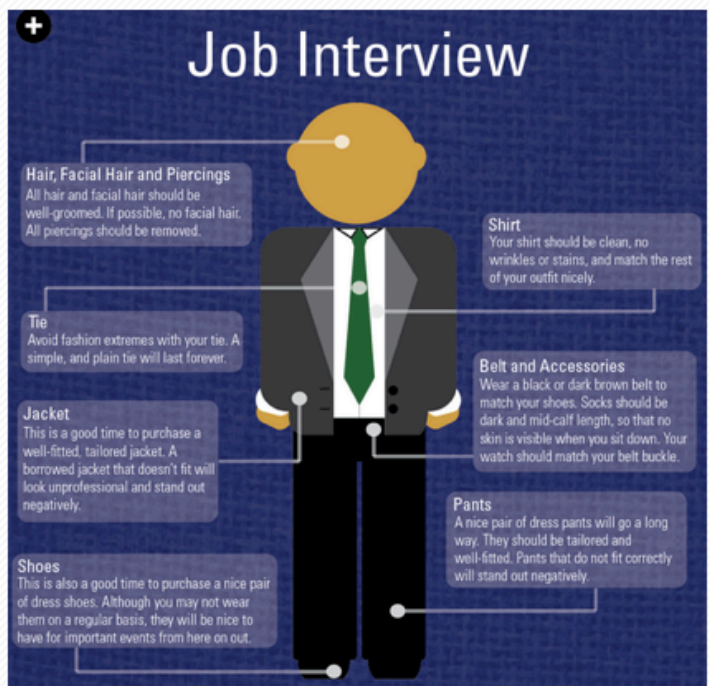 Job Interview
Hair, Facial Hair and Piercings
All hair and facial hair should be
well-groomed. If possible, no facial hair.
All piercings should be removed.
Shirt
Your shirt should be clean, no
wrinkles or stains, and match the rest
of your outfit nicely.
Tie
Avoid fashion extremes with your tie. A
simple, and plain tie will last forever.
Belt and Accessories
Wear a black or dark brown belt to
match your shoes. Socks should be
dark and mid-calf length, so that no
skin is visible when you sit down. Your
watch should match your belt buckle.
Jacket
This is a good time to purchase a
well-fitted, tailored jacket. A
borrowed jacket that doesn't fit will
look unprofessional and stand out
negatively.
Pants
A nice pair of dress pants will go a long
way. They should be tailored and
well-fitted. Pants that do not fit correctly
will stand out negatively.
Shoes
This is also a good time to purchase a nice pair
of dress shoes. Although you may not wear
them on a regular basis, they will be nice to
have for important events from here on out.